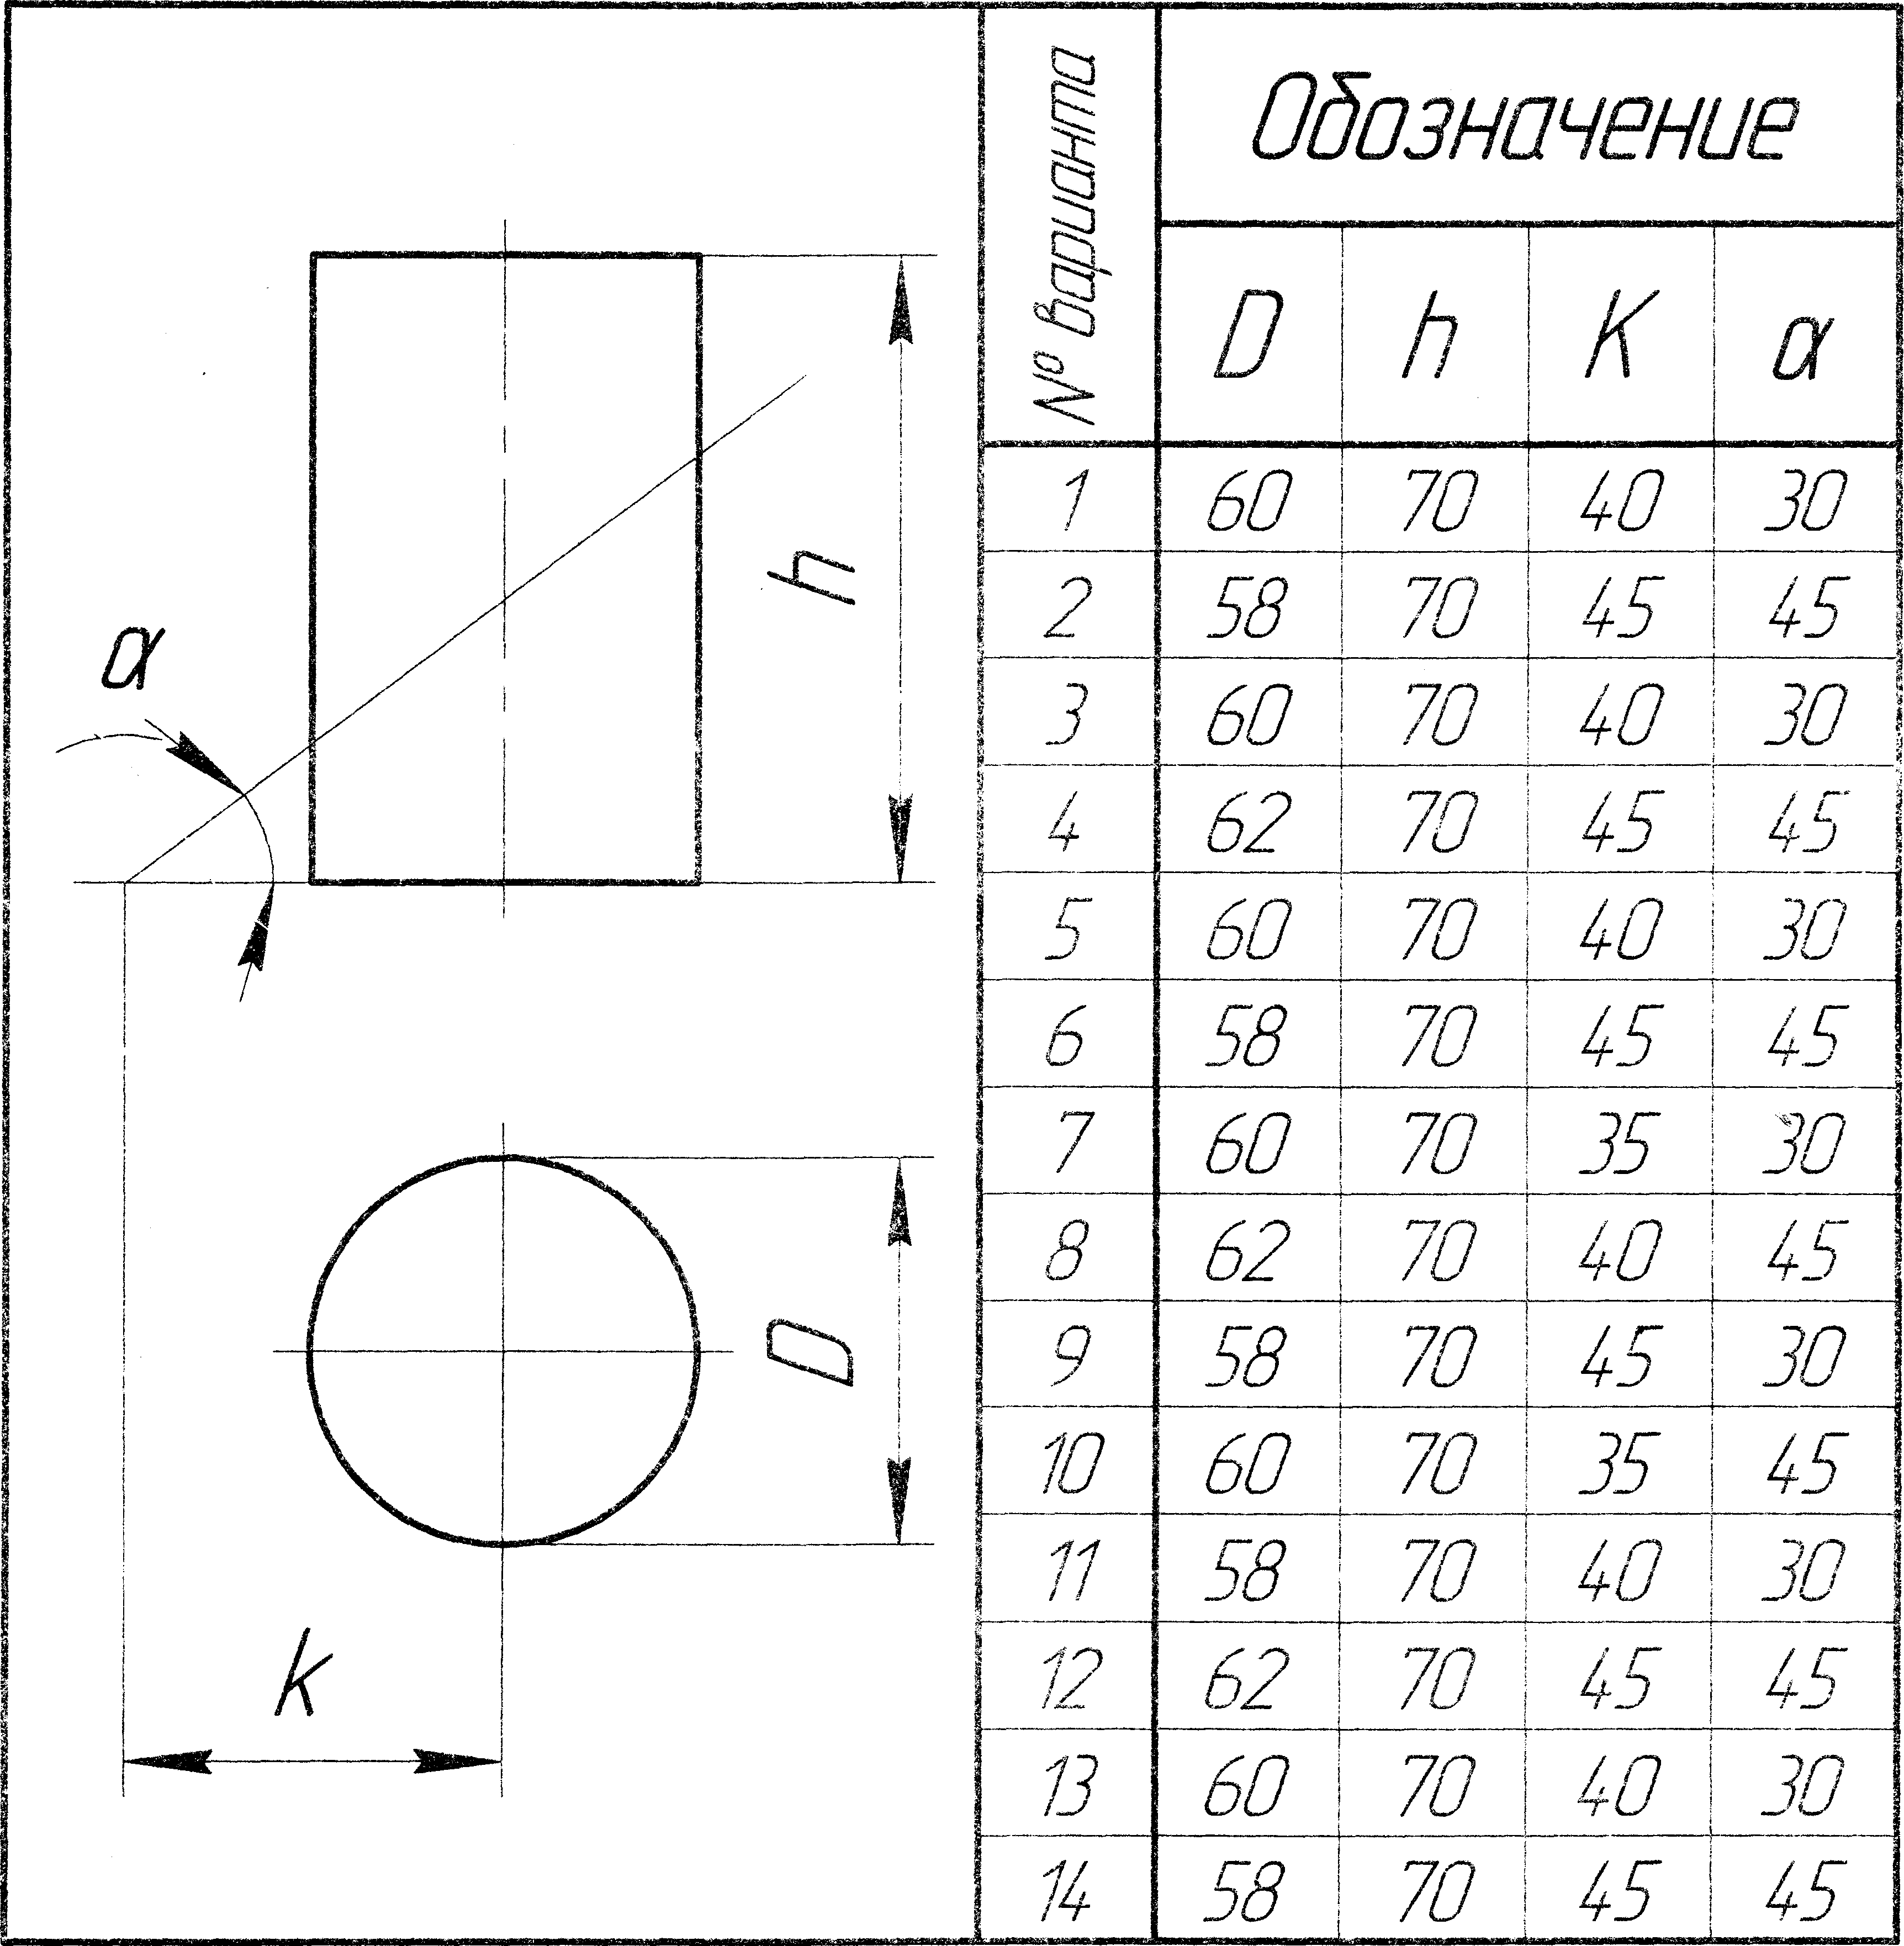 α
h
D
k
№ варианта
Обозначение
D h K α
1 60 70 40 30
2 58 70 45 45
3 60 70 40 30
4 62 70 45 45
5 60 70 40 30
6 58 70 45 45
7 60 70 35 30
8 62 70 40 45
9 58 70 45 30
10 60 70 35 45
11 58 70 40 30
12 62 70 45 45
13 60 70 40 30
14 58 70 45 45